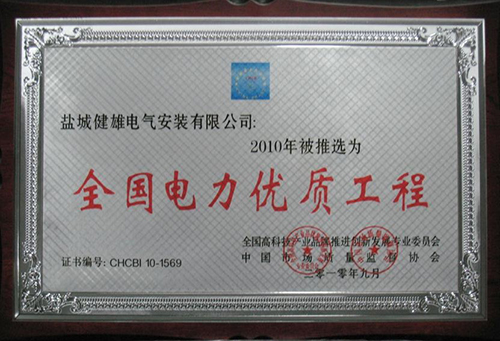 盐城健雄电气安装有限公司:
2010年被推选为
全国电力优质工程
全国高科技产业品牌推进创新发展专业委员会
证书编号: CHCBI 10-1569
中国市场质量监督协会
二〇一〇年九月